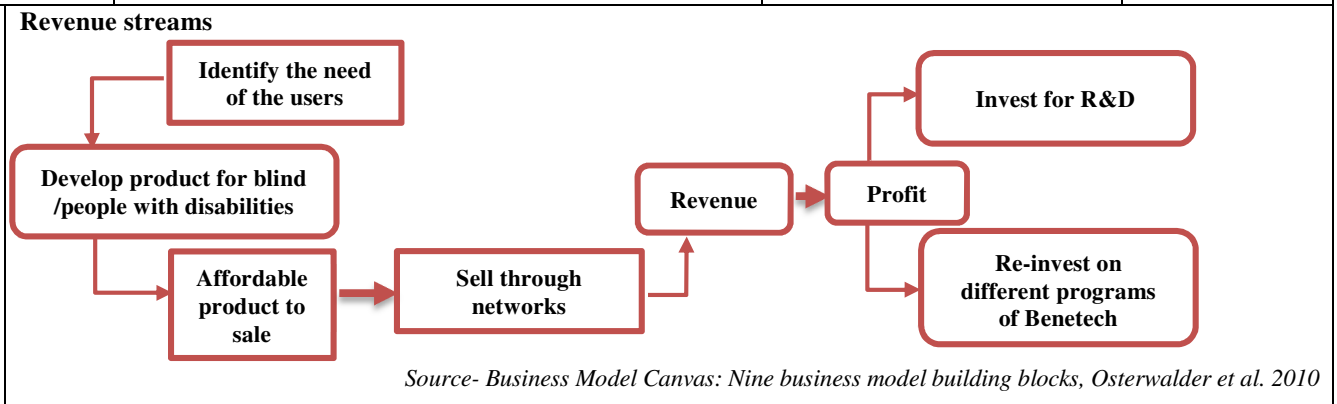 Revenue streams
Identify the need
of the users
Develop product for blind
/people with disabilities
Affordable
product to
sale
Sell through
networks
Revenue
Profit
Invest for R&D
Re-invest on
different programs
of Benetech
Source- Business Model Canvas: Nine business model building blocks, Osterwalder et al. 2010